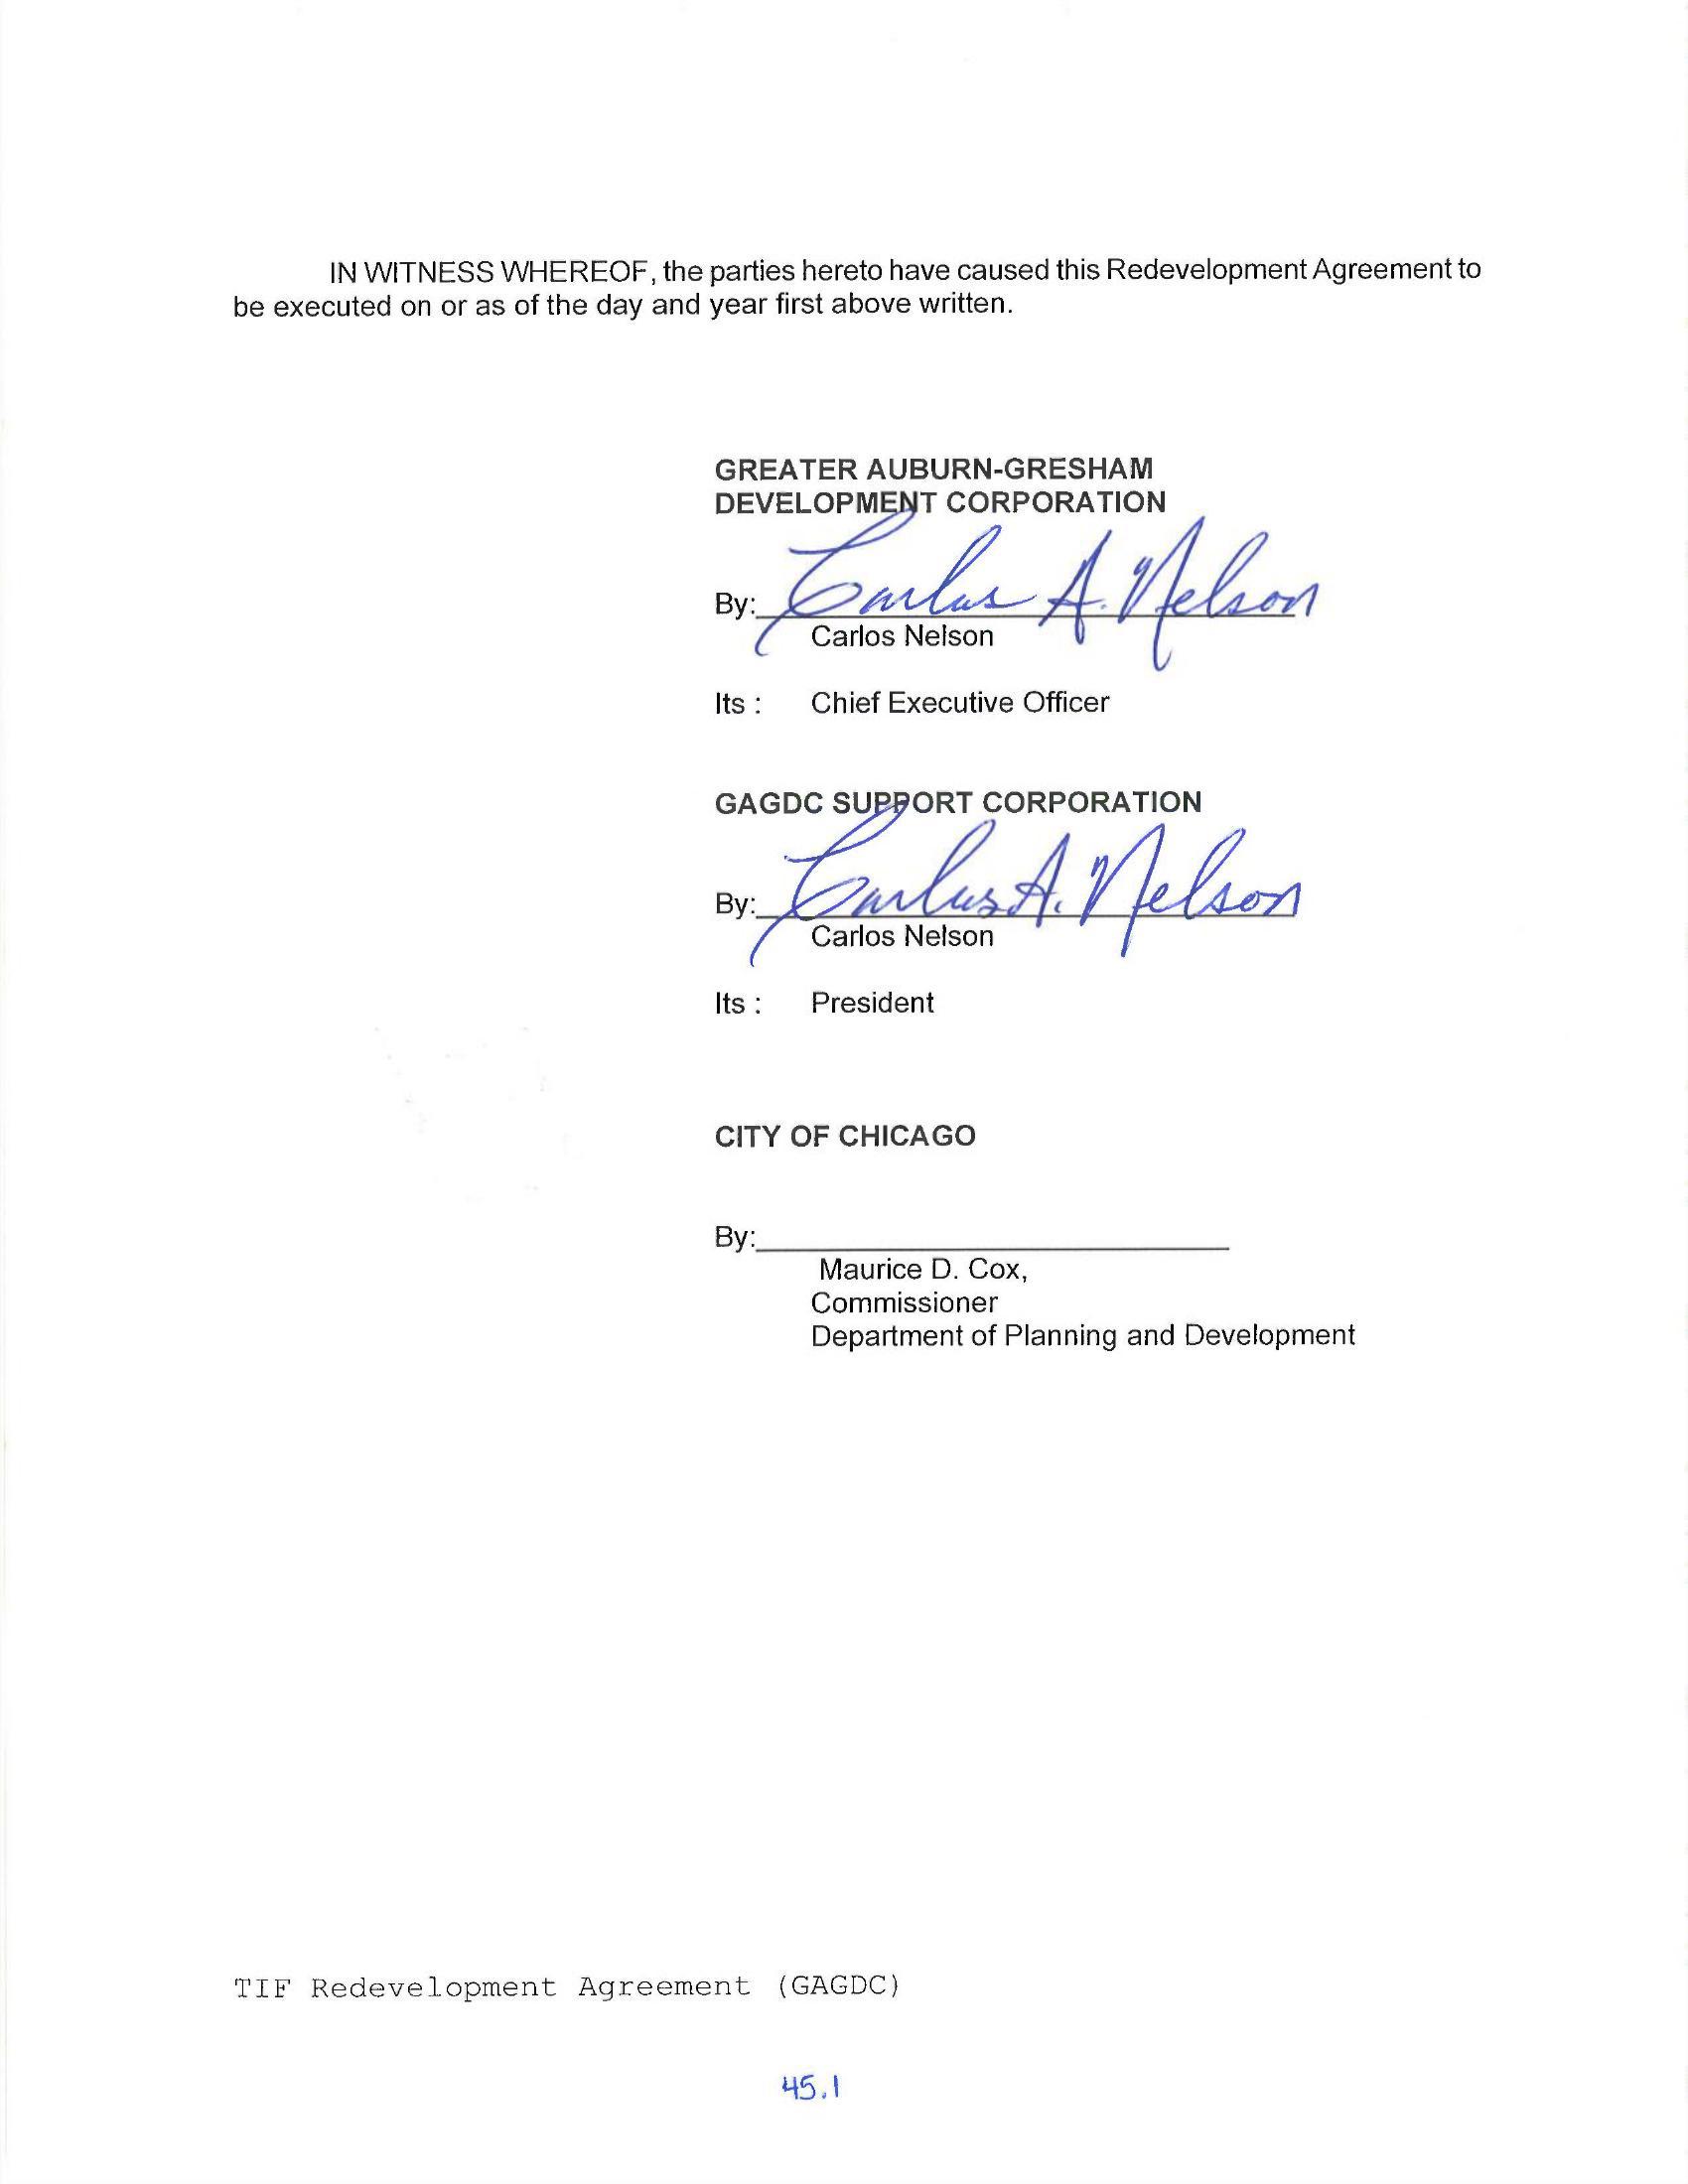 IN WITNESS WHEREOF, the parties hereto have caused this Redevelopment Agreement to
be executed on or as of the day and year first above written.
GREATER AUBURN-GRESHAM
DEVELOPMENT CORPORATION
By: Carlos A. Nelson
Carlos Nelson
Its : Chief Executive Officer
GAGDC SUPPORT CORPORATION
By: Carlos A. Nelson
Carlos Nelson
Its : President
CITY OF CHICAGO
By:
Maurice D. Cox,
Commissioner
Department of Planning and Development
TIF Redevelopment Agreement (GAGDC)
45.1